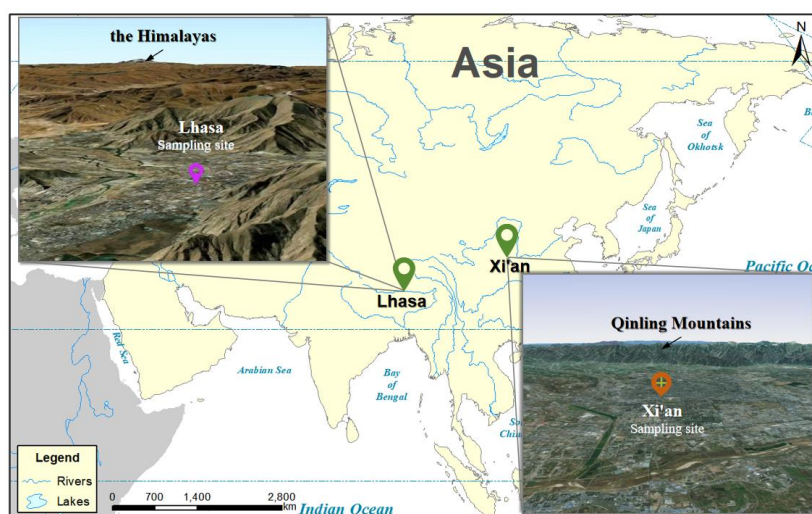 the Himalayas
Lhasa
Sampling site
Asia
N
Sea
of
Okhotsk
Sea
of
Japan
Xi'an
Lhasa
Pacific Oc
Red Sea
Arabian Sea
Bay
of
Bengal
So
Chin
Qinling Mountains
Xi'an
Sampling site
Legend
Rivers
Lakes
0 700 1,400 2,800
km
Indian Ocean